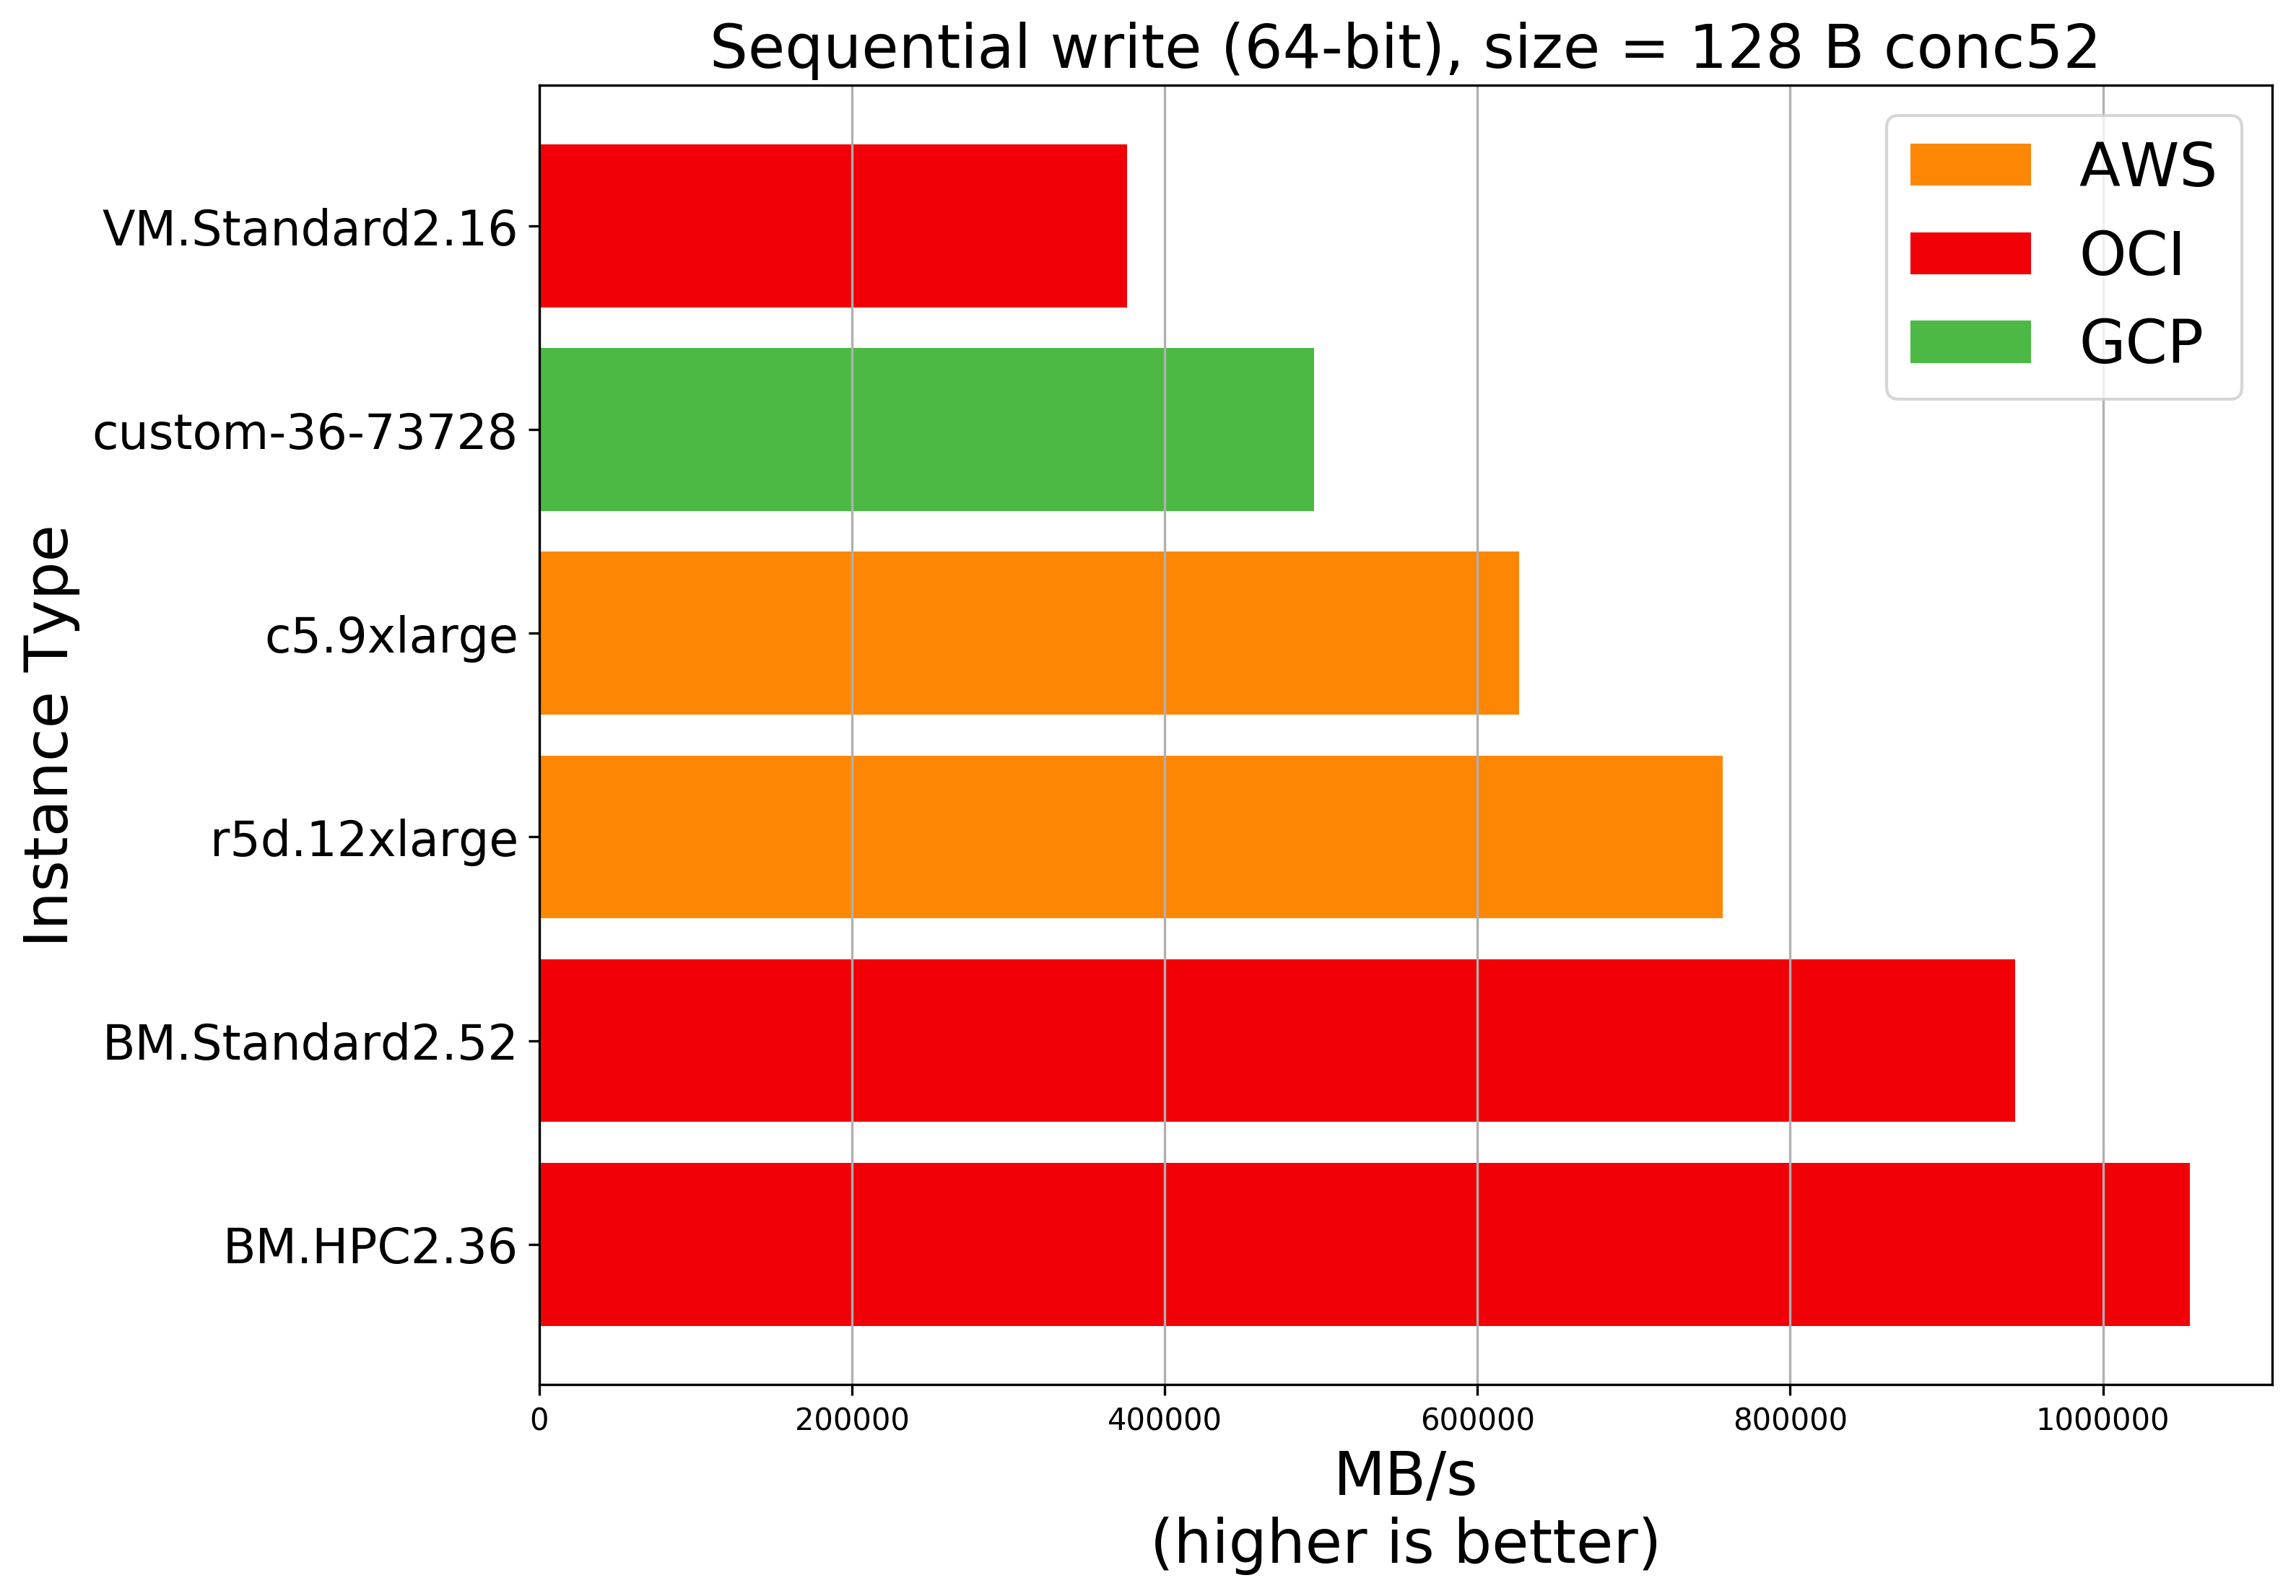 Sequential write (64-bit), size = 128 B conc52
AWS
OCI
GCP
Instance Type
VM.Standard2.16
custom-36-73728
c5.9xlarge
r5d.12xlarge
BM.Standard2.52
BM.HPC2.36
0 200000 400000 600000 800000 1000000
MB/s
(higher is better)